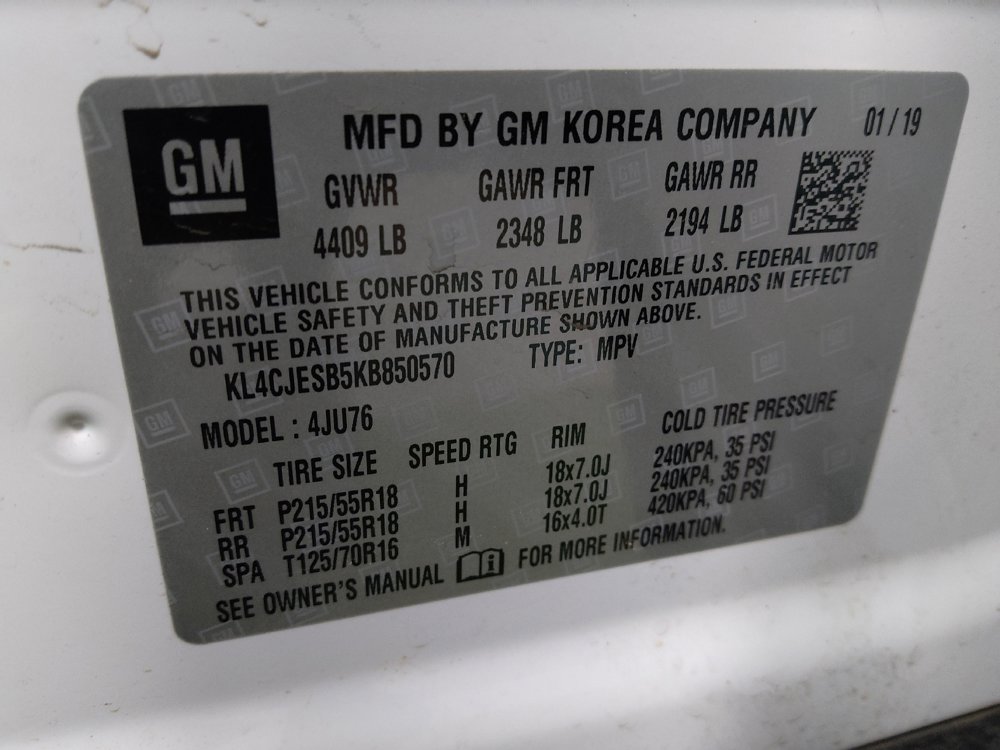 GM
MFD BY GM KOREA COMPANY 01/19
GVWR GAWR FRT GAWR RR
4409 LB 2348 LB 2194 LB
THIS VEHICLE CONFORMS TO ALL APPLICABLE U.S. FEDERAL MOTOR
VEHICLE SAFETY AND THEFT PREVENTION STANDARDS IN EFFECT
ON THE DATE OF MANUFACTURE SHOWN ABOVE.
KL4CJESB5KB850570 TYPE: MPV
MODEL : 4JU76
TIRE SIZE SPEED RTG RIM COLD TIRE PRESSURE
FRT P215/55R18 H 18x7.0J 240KPA, 35 PSI
RR P215/55R18 H 18x7.0J 240KPA, 35 PSI
SPA T125/70R16 M 16x4.0T 420KPA, 60 PSI
SEE OWNER'S MANUAL FOR MORE INFORMATION.